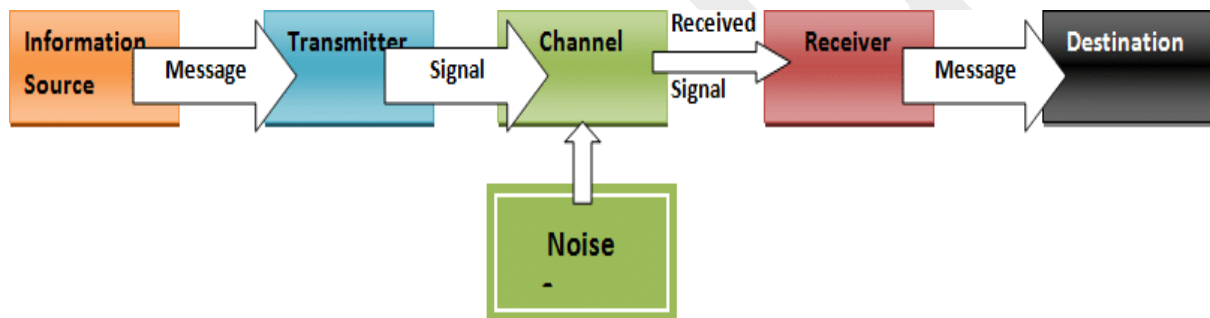 Information
Source
Message
Transmitter
Signal
Channel
Received
Signal
Receiver
Message
Destination
Noise